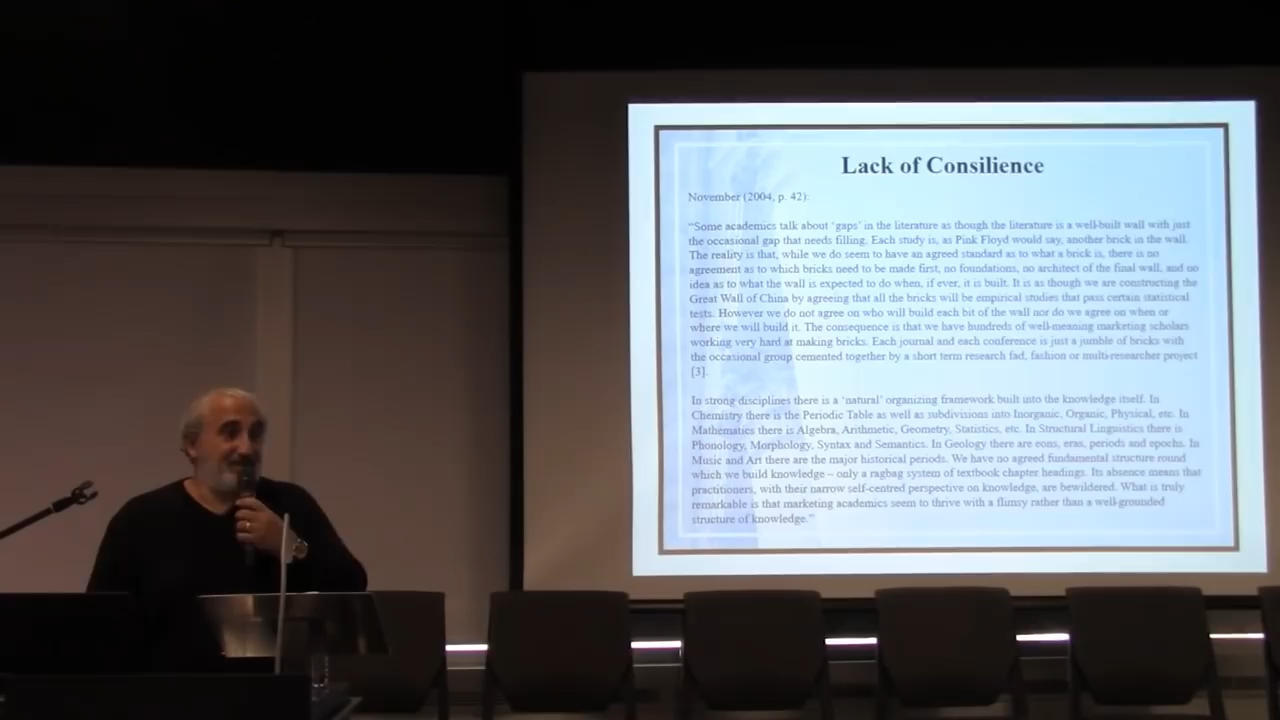 Lack of Consilience
November (2004, p. 42):
“Some academics talk about ‘gaps’ in the literature as though the literature is a well-built wall with just
the occasional gap that needs filling. Each study is, as Pink Floyd would say, another brick in the wall.
The reality is that, while we do seem to have an agreed standard as to what a brick is, there is no
agreement as to which bricks need to be made first, no foundations, no architect of the final wall, and no
idea as to what the wall is expected to do when, if ever, it is built. It is as though we are constructing the
Great Wall of China by agreeing that all the bricks will be empirical studies that pass certain statistical
tests. However we do not agree on who will build each bit of the wall nor do we agree on when or
where we will build it. The consequence is that we have hundreds of well-meaning marketing scholars
working very hard at making bricks. Each journal and each conference is just a jumble of bricks with
the occasional group cemented together by a short term research fad, fashion or multi-researcher project
[3].
In strong disciplines there is a ‘natural’ organizing framework built into the knowledge itself. In
Chemistry there is the Periodic Table as well as subdivisions into Inorganic, Organic, Physical, etc. In
Mathematics there is Algebra, Arithmetic, Geometry, Statistics, etc. In Structural Linguistics there is
Phonology, Morphology, Syntax and Semantics. In Geology there are eons, eras, periods and epochs. In
Music and Art there are the major historical periods. We have no agreed fundamental structure round
which we build knowledge – only a ragbag system of textbook chapter headings. Its absence means that
practitioners, with their narrow self-centred perspective on knowledge, are bewildered. What is truly
remarkable is that marketing academics seem to thrive with a flimsy rather than a well-grounded
structure of knowledge.”